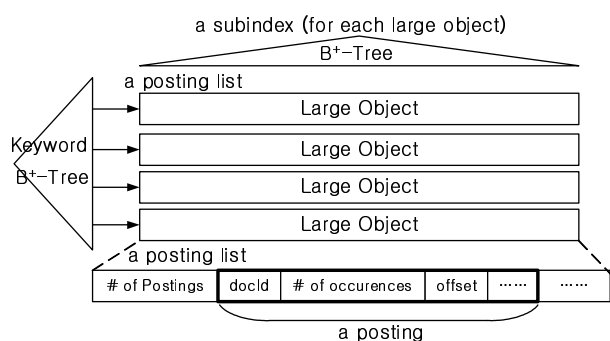 a subindex (for each large object)
B+-Tree
a posting list
Large Object
Keyword
Large Object
B+-Tree
Large Object
Large Object
a posting list
# of Postings docId # of occurences offset ...... ......
a posting